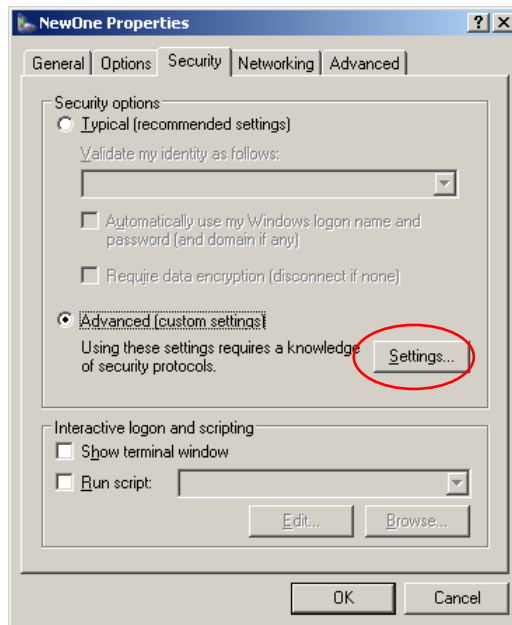 NewOne Properties
General Options Security Networking Advanced
Security options
Typical (recommended settings)
Validate my identity as follows:
Automatically use my Windows logon name and
password (and domain if any)
Require data encryption (disconnect if none)
Advanced (custom settings)
Using these settings requires a knowledge
of security protocols.
Settings...
Interactive logon and scripting
Show terminal window
Run script:
Edit... Browse...
OK Cancel